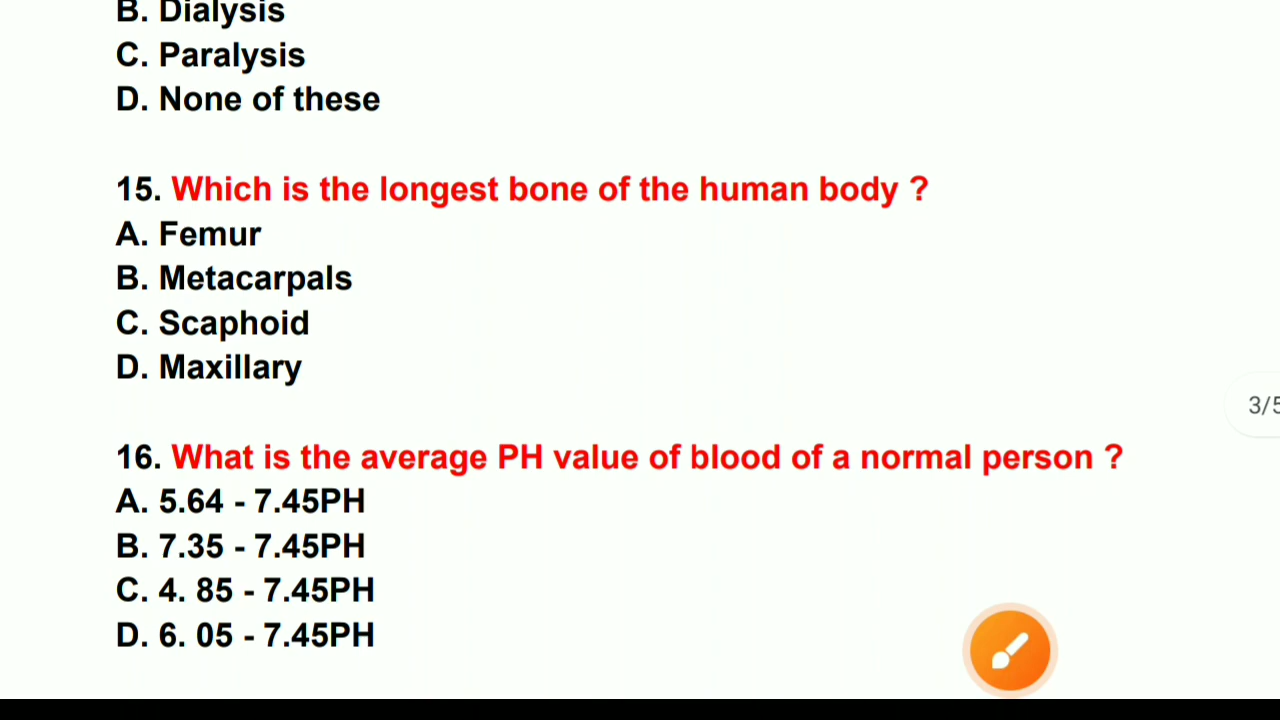 B. Dialysis
C. Paralysis
D. None of these
15. Which is the longest bone of the human body ?
A. Femur
B. Metacarpals
C. Scaphoid
D. Maxillary
3/5
16. What is the average PH value of blood of a normal person ?
A. 5.64 - 7.45PH
B. 7.35 - 7.45PH
C. 4. 85 - 7.45PH
D. 6. 05 - 7.45PH